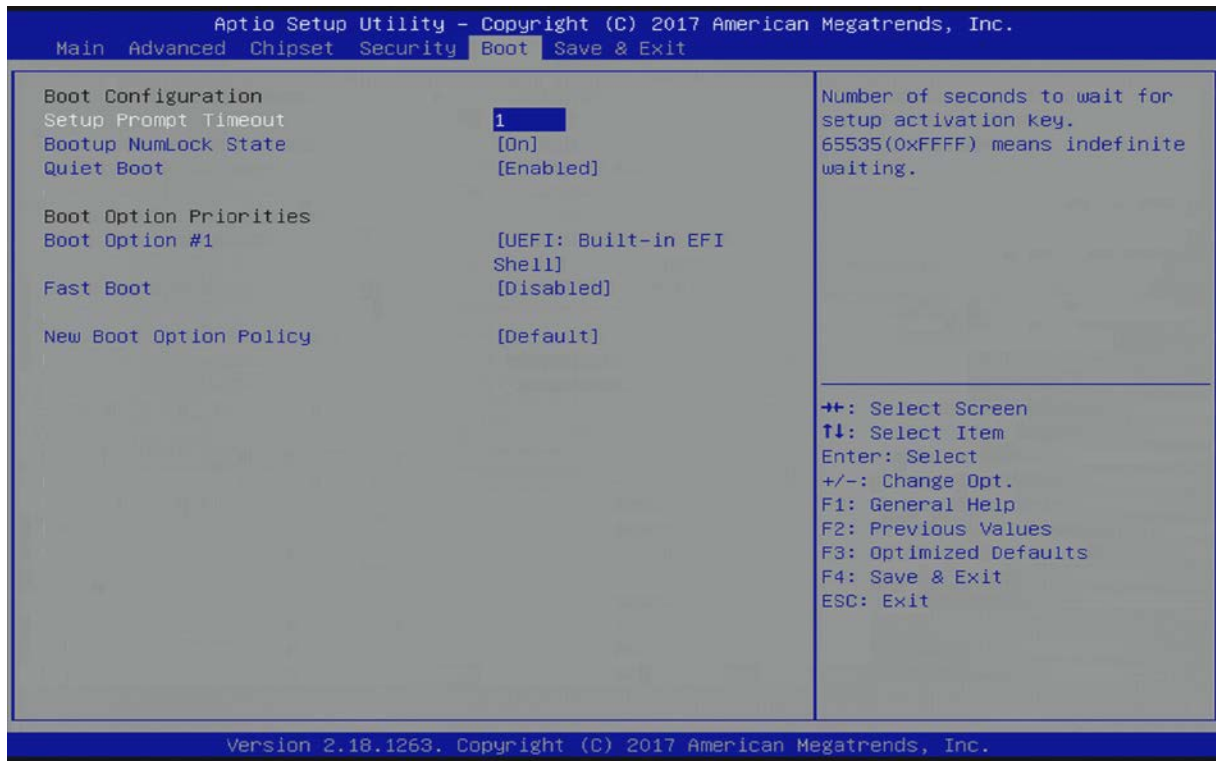 Aptio Setup Utility – Copyright (C) 2017 American Megatrends, Inc.
Main Advanced Chipset Security Boot Save & Exit
Boot Configuration
Setup Prompt Timeout 1
Bootup NumLock State [On]
Quiet Boot [Enabled]
Boot Option Priorities
Boot Option #1 [UEFI: Built-in EFI
Shell]
Fast Boot [Disabled]
New Boot Option Policy [Default]
Number of seconds to wait for
setup activation key.
65535(0xFFFF) means indefinite
waiting.
→←: Select Screen
↑↓: Select Item
Enter: Select
+/-: Change Opt.
F1: General Help
F2: Previous Values
F3: Optimized Defaults
F4: Save & Exit
ESC: Exit
Version 2.18.1263. Copyright (C) 2017 American Megatrends, Inc.